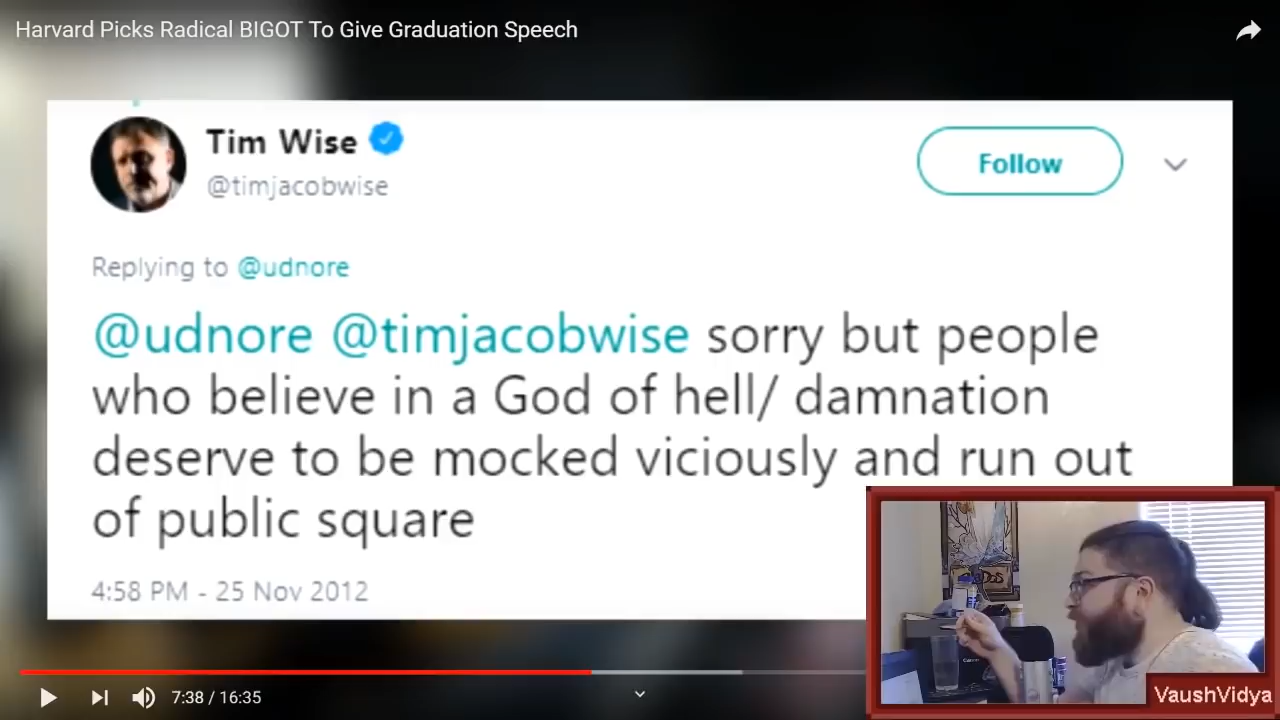 Harvard Picks Radical BIGOT To Give Graduation Speech
Tim Wise
@timjacobwise
Follow
Replying to @udnore
@udnore @timjacobwise sorry but people
who believe in a God of hell/ damnation
deserve to be mocked viciously and run out
of public square
4:58 PM - 25 Nov 2012
Canon
7:38 / 16:35
VaushVidya